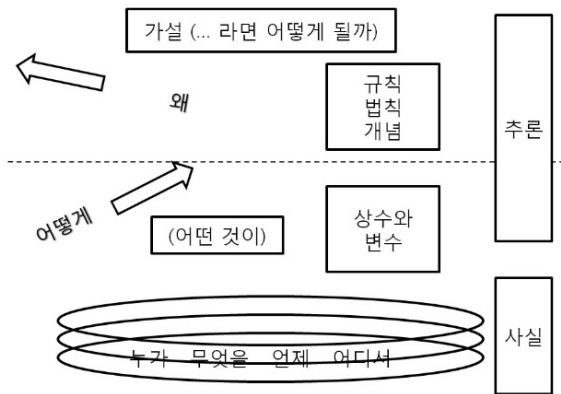 가설 (... 라면 어떻게 될까)
왜
규칙
법칙
개념
추론
어떻게
(어떤 것이)
상수와
변수
누가 무엇을 언제 어디서
사실